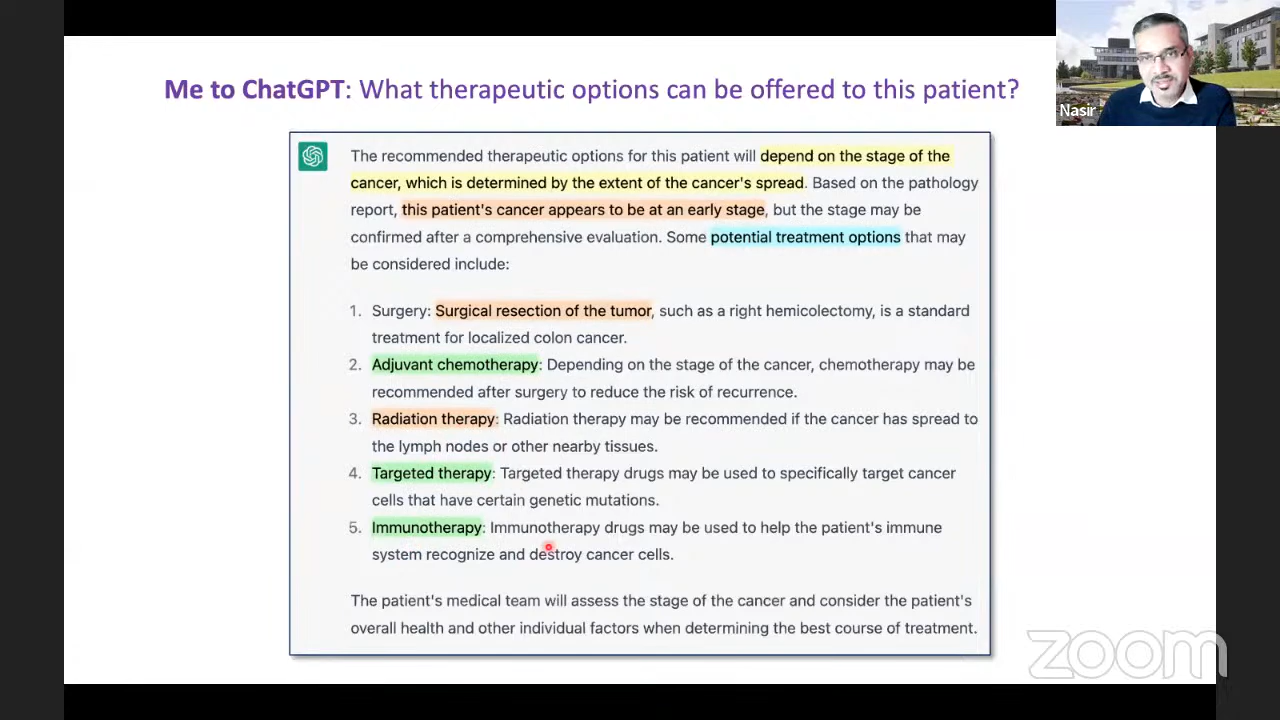 Me to ChatGPT: What therapeutic options can be offered to this patient?
Nasir
The recommended therapeutic options for this patient will depend on the stage of the
cancer, which is determined by the extent of the cancer's spread. Based on the pathology
report, this patient's cancer appears to be at an early stage, but the stage may be
confirmed after a comprehensive evaluation. Some potential treatment options that may
be considered include:
1. Surgery: Surgical resection of the tumor, such as a right hemicolectomy, is a standard
treatment for localized colon cancer.
2. Adjuvant chemotherapy: Depending on the stage of the cancer, chemotherapy may be
recommended after surgery to reduce the risk of recurrence.
3. Radiation therapy: Radiation therapy may be recommended if the cancer has spread to
the lymph nodes or other nearby tissues.
4. Targeted therapy: Targeted therapy drugs may be used to specifically target cancer
cells that have certain genetic mutations.
5. Immunotherapy: Immunotherapy drugs may be used to help the patient's immune
system recognize and destroy cancer cells.
The patient's medical team will assess the stage of the cancer and consider the patient's
overall health and other individual factors when determining the best course of treatment.
zoom